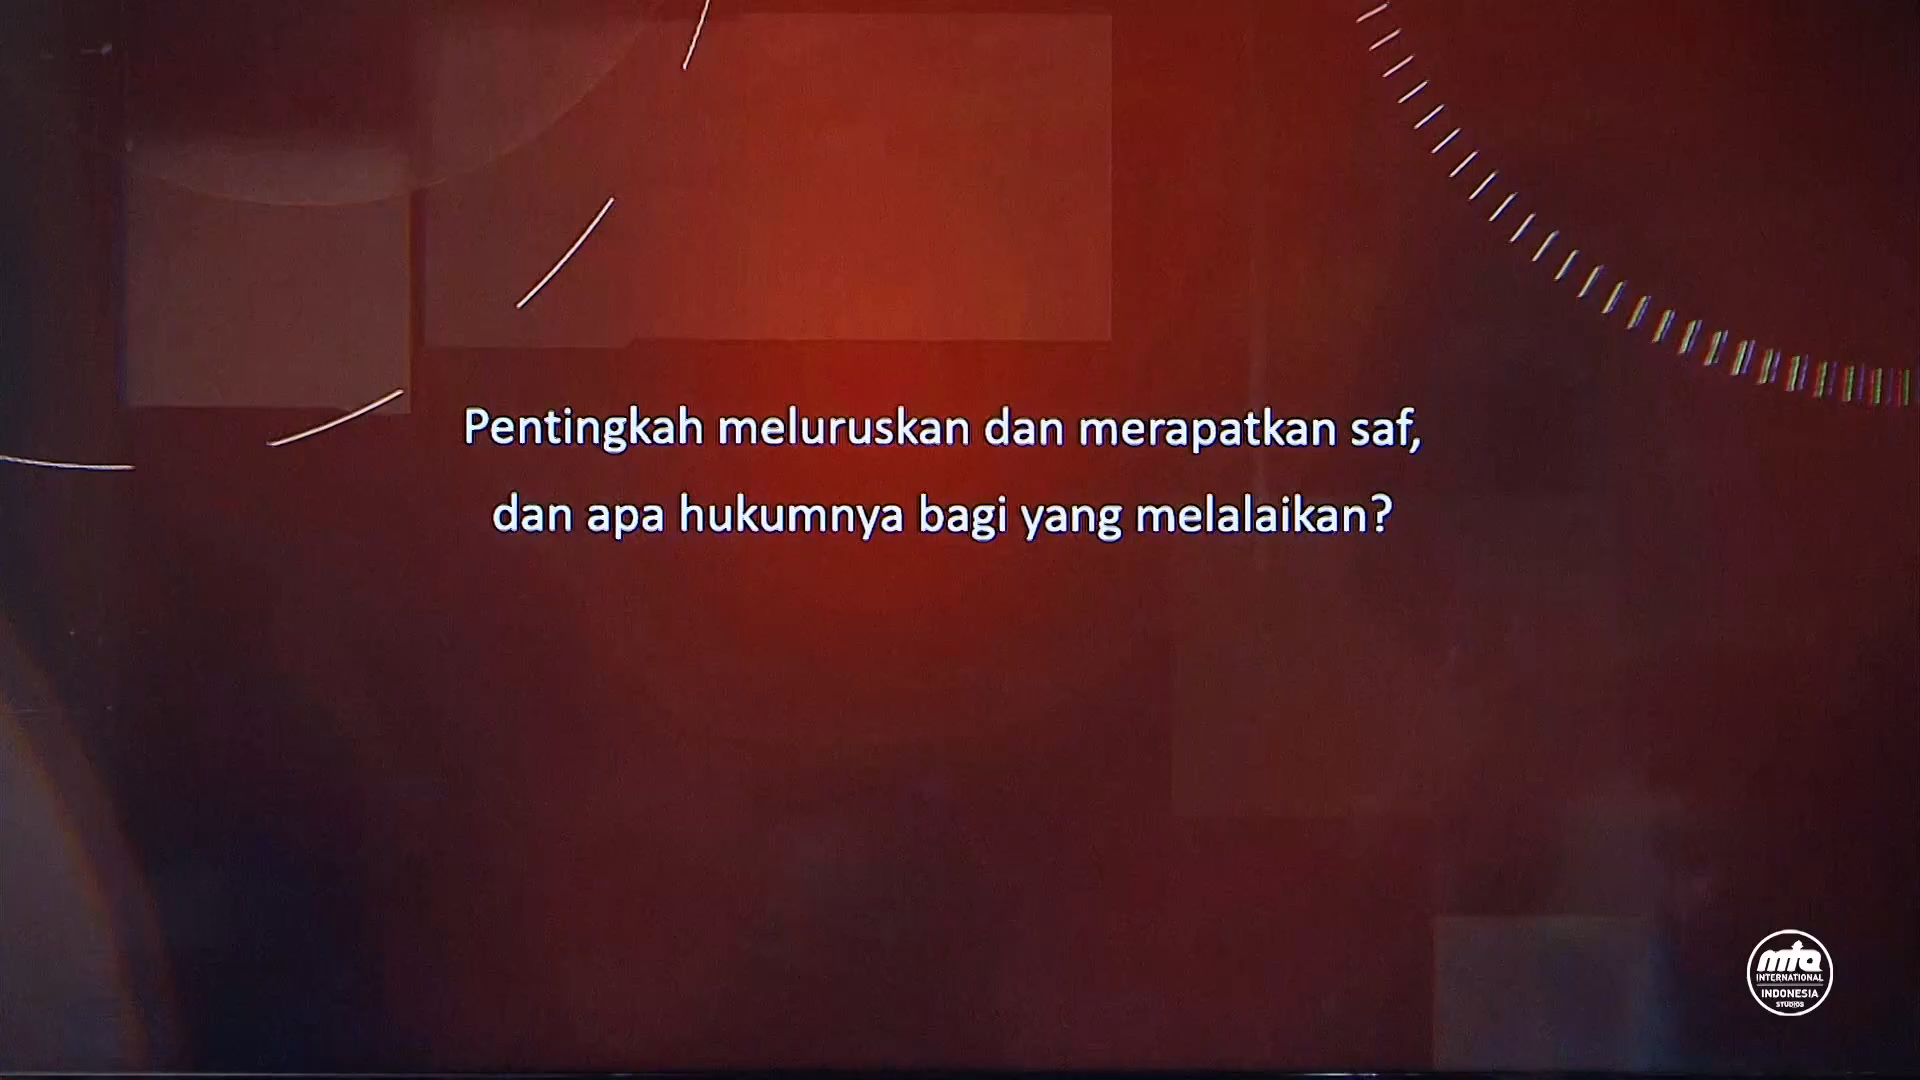 Pentingkah meluruskan dan merapatkan saf,
dan apa hukumnya bagi yang melalaikan?
mta
INTERNATIONAL
INDONESIA
STUDIOS